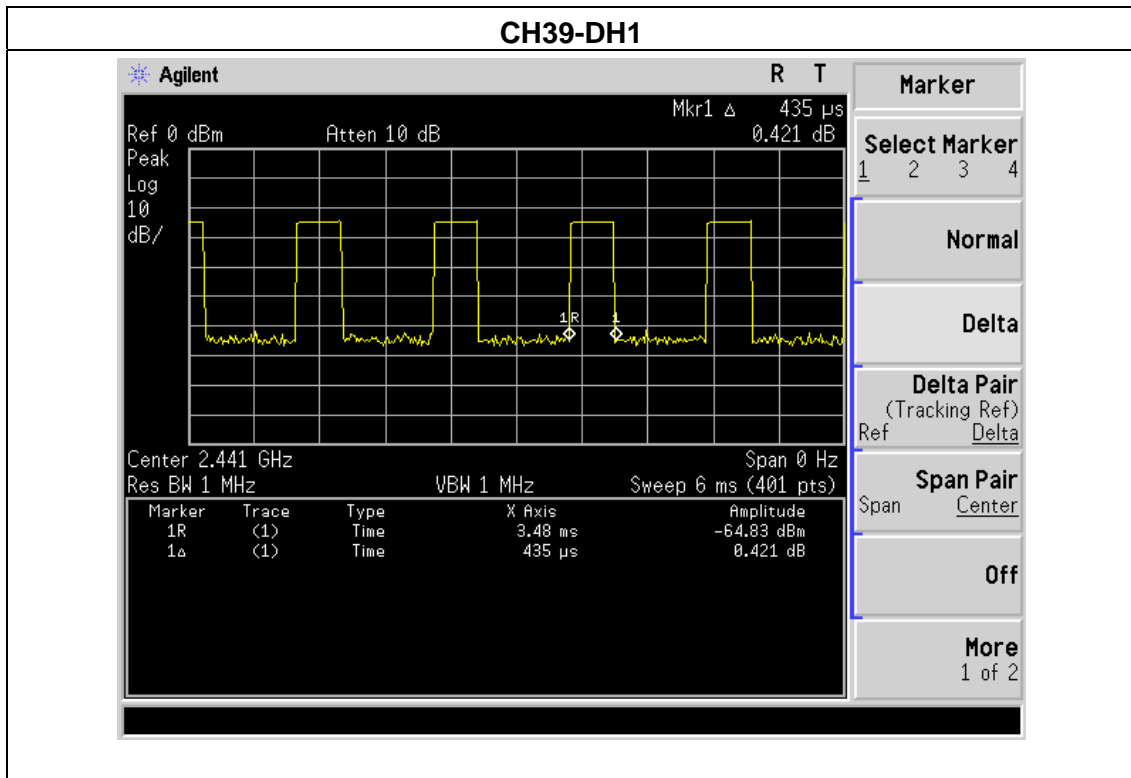 CH39-DH1
Agilent R T
Mkr1 Δ 435 µs
Ref 0 dBm Atten 10 dB 0.421 dB
Peak
Log
10
dB/
1R 1
Center 2.441 GHz Span 0 Hz
Res BW 1 MHz VBW 1 MHz Sweep 6 ms (401 pts)
Marker Trace Type X Axis Amplitude
1R (1) Time 3.48 ms -64.83 dBm
1Δ (1) Time 435 µs 0.421 dB
Marker
Select Marker
1 2 3 4
Normal
Delta
Delta Pair
(Tracking Ref)
Ref Delta
Span Pair
Span Center
Off
More
1 of 2